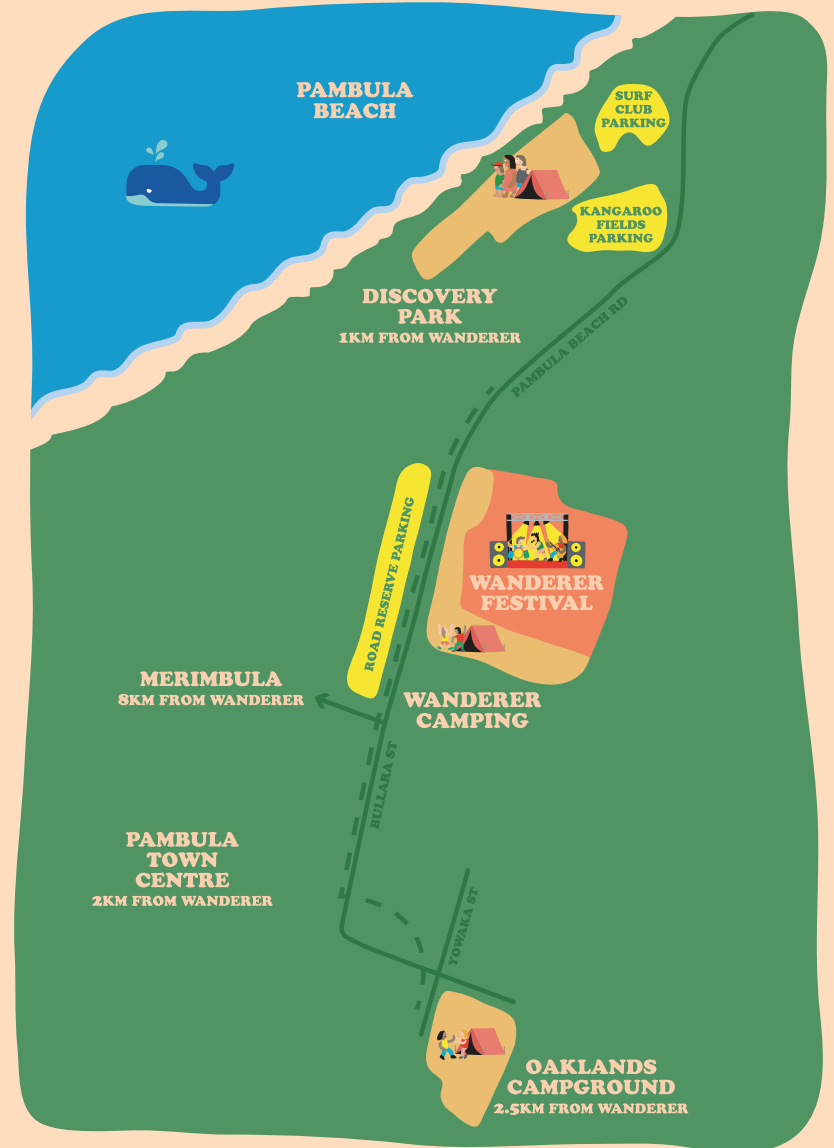 PAMBULA
BEACH
SURF
CLUB
PARKING
KANGAROO
FIELDS
PARKING
DISCOVERY
PARK
1KM FROM WANDERER
PAMBULA BEACH RD
ROAD RESERVE PARKING
WANDERER
FESTIVAL
MERIMBULA
8KM FROM WANDERER
WANDERER
CAMPING
BULLARA ST
PAMBULA
TOWN
CENTRE
2KM FROM WANDERER
YOWAKA ST
OAKLANDS
CAMPGROUND
2.5KM FROM WANDERER